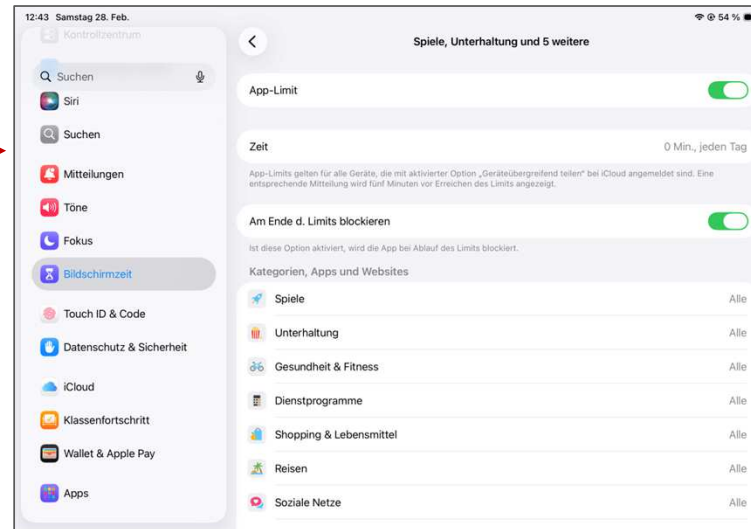 12:43 Samstag 28. Feb.
54 %
Kontrollzentrum
Suchen
Siri
Suchen
Mitteilungen
Töne
Fokus
Bildschirmzeit
Touch ID & Code
Datenschutz & Sicherheit
iCloud
Klassenfortschritt
Wallet & Apple Pay
Apps
Spiele, Unterhaltung und 5 weitere
App-Limit
Zeit 0 Min., jeden Tag
App-Limits gelten für alle Geräte, die mit aktivierter Option „Geräteübergreifend teilen" bei iCloud angemeldet sind. Eine
entsprechende Mitteilung wird fünf Minuten vor Erreichen des Limits angezeigt.
Am Ende d. Limits blockieren
Ist diese Option aktiviert, wird die App bei Ablauf des Limits blockiert.
Kategorien, Apps und Websites
Spiele Alle
Unterhaltung Alle
Gesundheit & Fitness Alle
Dienstprogramme Alle
Shopping & Lebensmittel Alle
Reisen Alle
Soziale Netze Alle